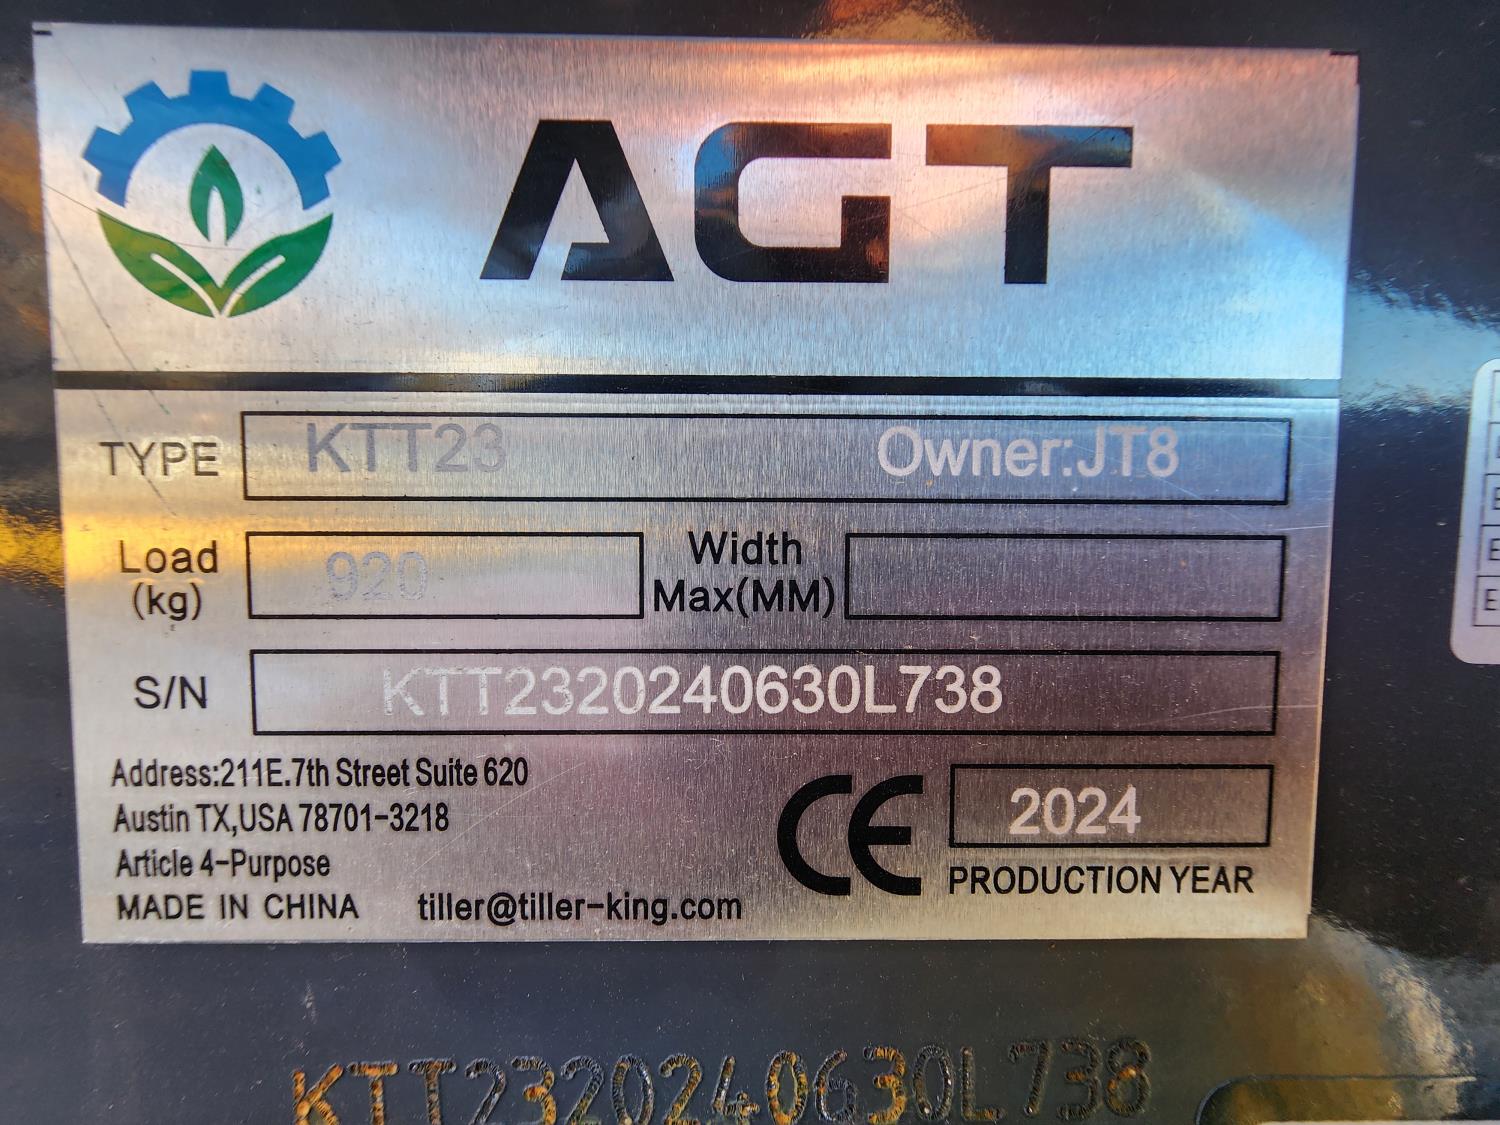 AGT
TYPE KTT23 Owner:JT8
Load (kg) 920 Width Max(MM)
S/N KTT2320240630L738
Address:211E.7th Street Suite 620
Austin TX,USA 78701-3218
Article 4-Purpose
MADE IN CHINA tiller@tiller-king.com
CE 2024
PRODUCTION YEAR
KTT2320240630L738